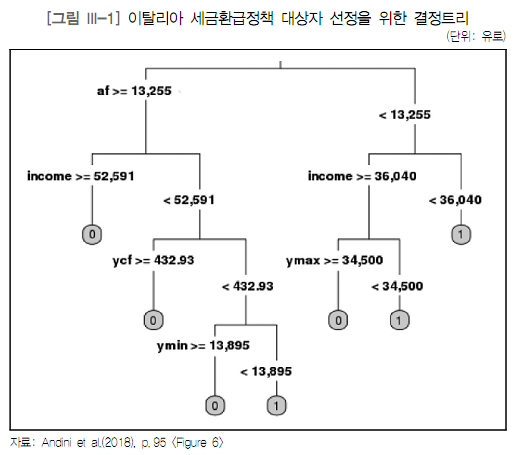 [그림 Ⅲ-1] 이탈리아 세금환급정책 대상자 선정을 위한 결정트리
(단위: 유로)
af >= 13,255
< 13,255
income >= 52,591
income >= 36,040
< 52,591
< 36,040
0
1
ycf >= 432.93
ymax >= 34,500
< 432.93
< 34,500
0
0
1
ymin >= 13,895
< 13,895
0
1
자료: Andini et al.(2018), p. 95 <Figure 6>